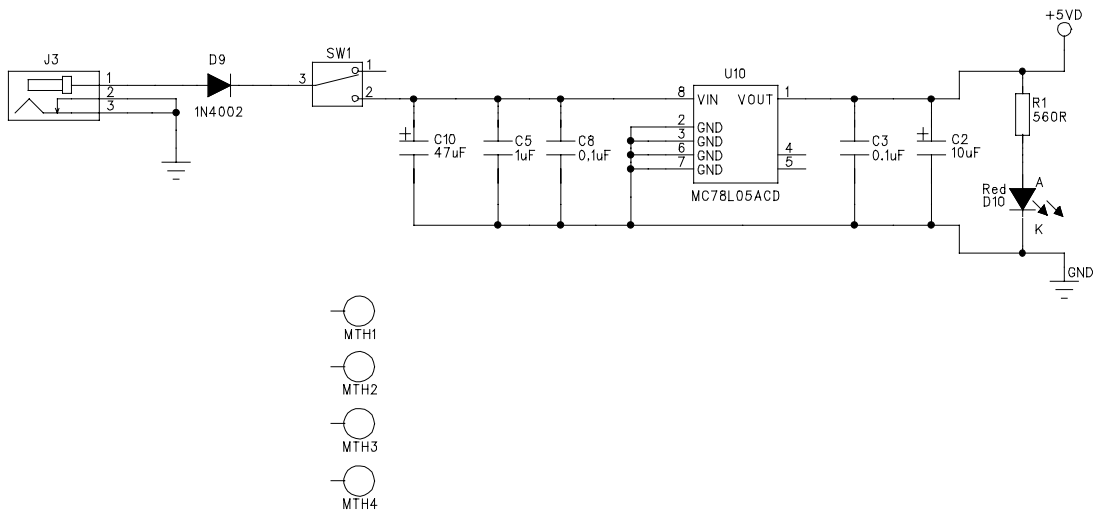 +5VD
J3
D9
SW1
1
2
3
1N4002
3
1
2
U10
8
VIN
VOUT
1
2
GND
3
GND
6
GND
7
GND
4
5
MC78L05ACD
C10
47uF
C5
1uF
C8
0,1uF
C3
0.1uF
C2
10uF
R1
560R
Red
D10
A
K
GND
MTH1
MTH2
MTH3
MTH4